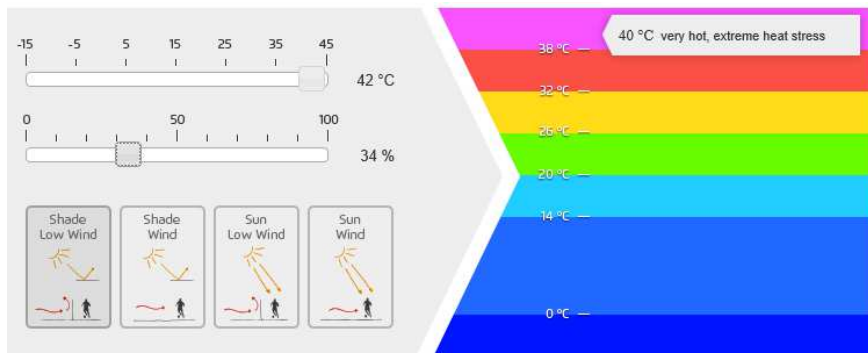 -15 -5 5 15 25 35 45
42 °C
0 50 100
34 %
Shade
Low Wind
Shade
Wind
Sun
Low Wind
Sun
Wind
40 °C very hot, extreme heat stress
38 °C
32 °C
26 °C
20 °C
14 °C
0 °C